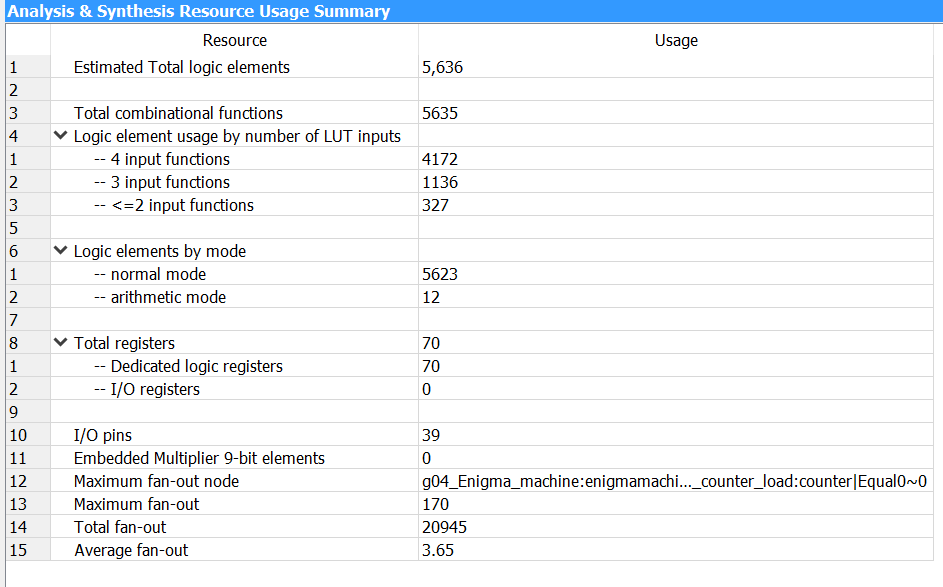 Analysis & Synthesis Resource Usage Summary
Resource Usage
1 Estimated Total logic elements 5,636
2
3 Total combinational functions 5635
4 Logic element usage by number of LUT inputs
1 -- 4 input functions 4172
2 -- 3 input functions 1136
3 -- <=2 input functions 327
5
6 Logic elements by mode
1 -- normal mode 5623
2 -- arithmetic mode 12
7
8 Total registers 70
1 -- Dedicated logic registers 70
2 -- I/O registers 0
9
10 I/O pins 39
11 Embedded Multiplier 9-bit elements 0
12 Maximum fan-out node g04_Enigma_machine:enigmamachi..._counter_load:counter|Equal0~0
13 Maximum fan-out 170
14 Total fan-out 20945
15 Average fan-out 3.65